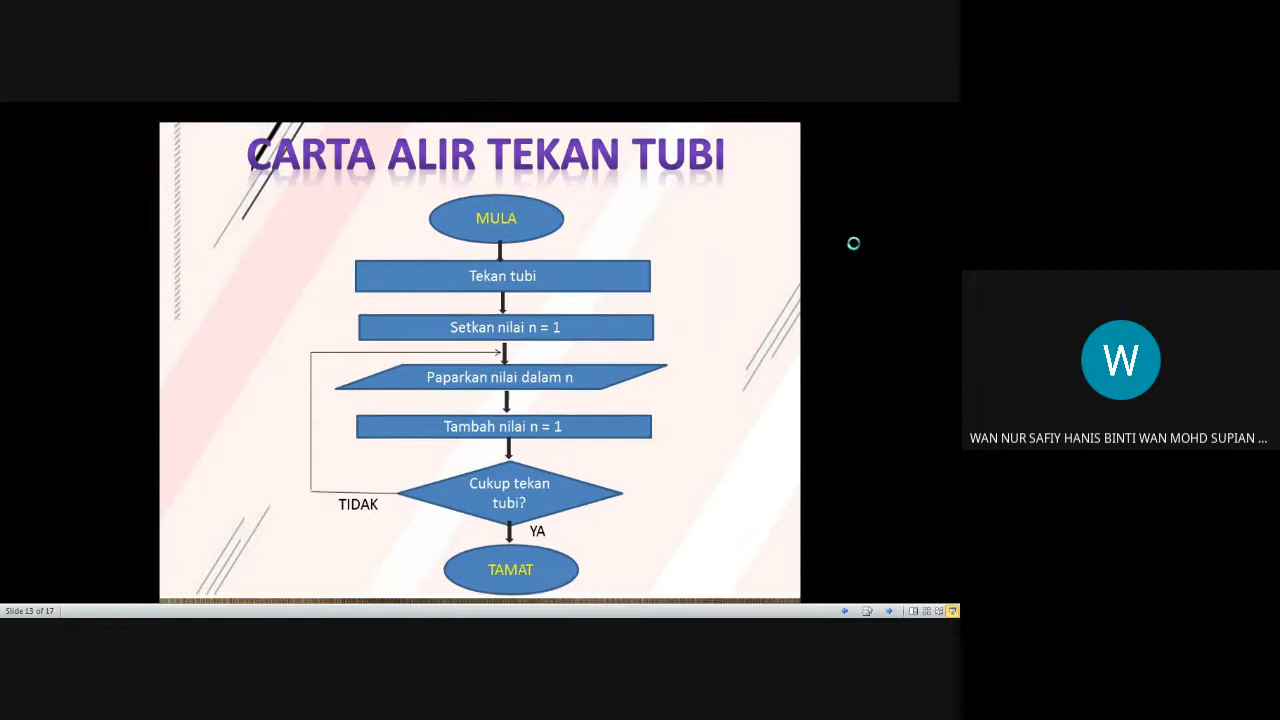 CARTA ALIR TEKAN TUBI
MULA
Tekan tubi
Setkan nilai n = 1
Paparkan nilai dalam n
Tambah nilai n = 1
Cukup tekan
tubi?
TIDAK
YA
TAMAT
Slide 13 of 17
W
WAN NUR SAFIY HANIS BINTI WAN MOHD SUPIAN ...